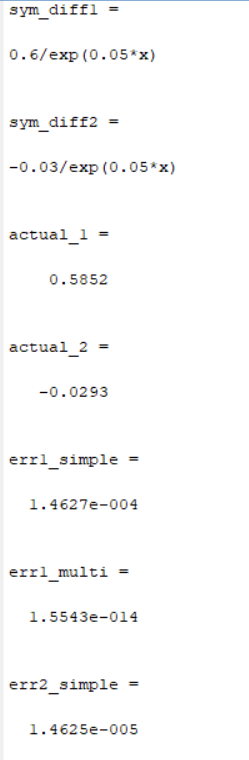 sym_diff1 =
0.6/exp(0.05*x)
sym_diff2 =
-0.03/exp(0.05*x)
actual_1 =
0.5852
actual_2 =
-0.0293
err1_simple =
1.4627e-004
err1_multi =
1.5543e-014
err2_simple =
1.4625e-005